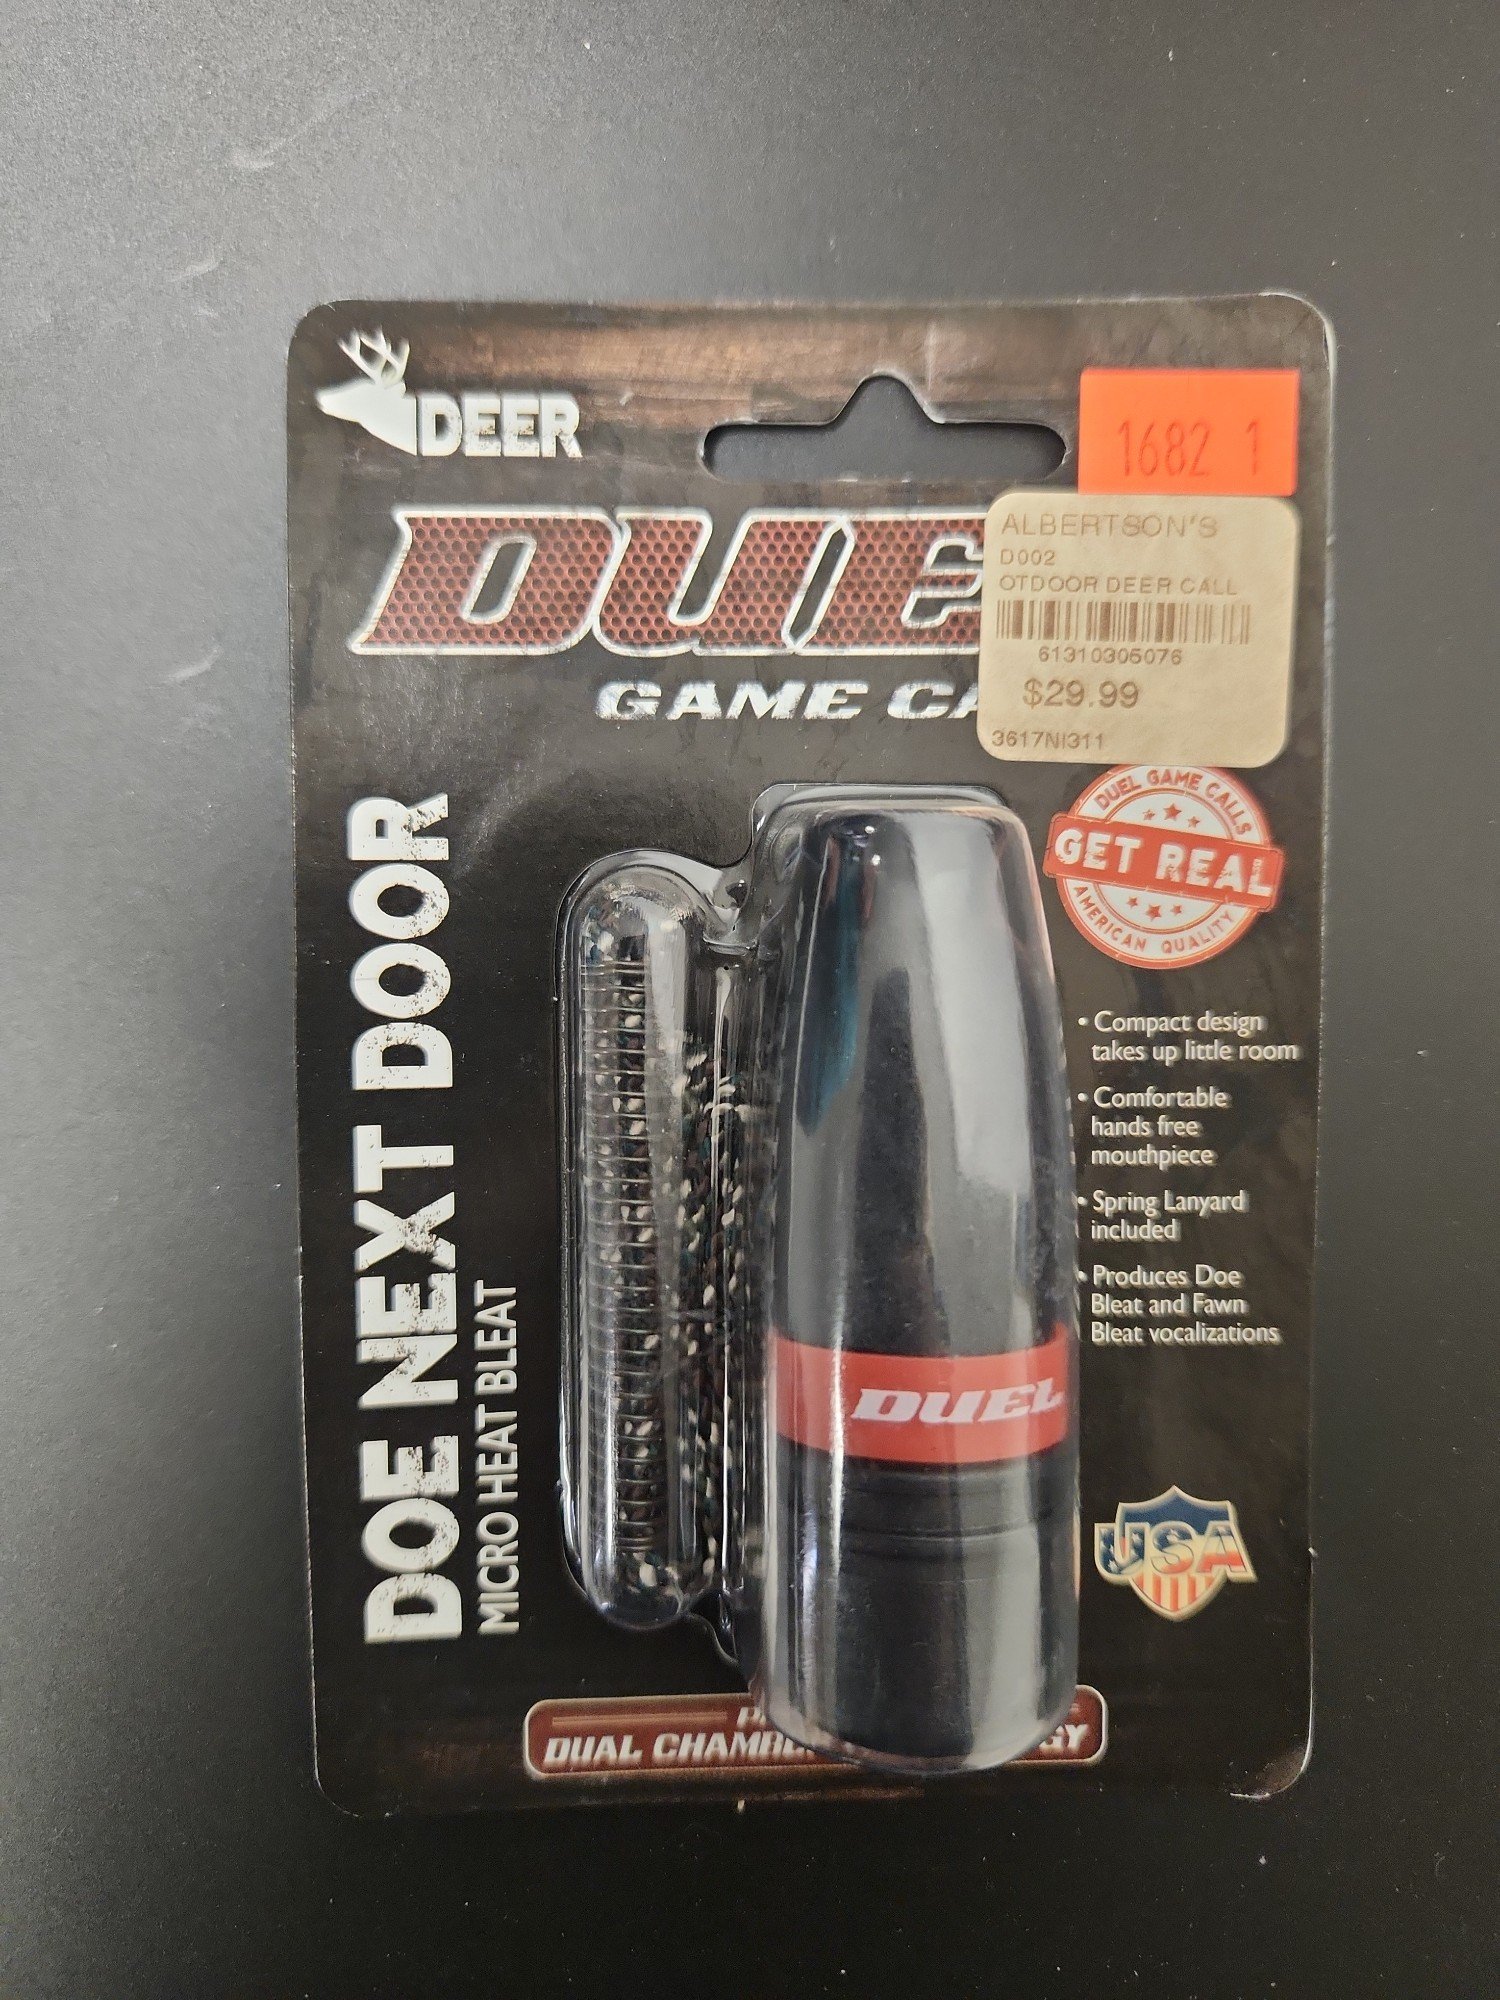 DEER
1682 1
ALBERTSON'S
D002
OTDOOR DEER CALL
61310305076
$29.99
3617NI311
DUE
GAME CA
DUEL GAME CALLS
GET REAL
AMERICAN QUALITY
DOE NEXT DOOR
MICRO HEAT BLEAT
• Compact design
takes up little room
• Comfortable
hands free
mouthpiece
• Spring Lanyard
included
• Produces Doe
Bleat and Fawn
Bleat vocalizations
DUEL
USA
DUAL